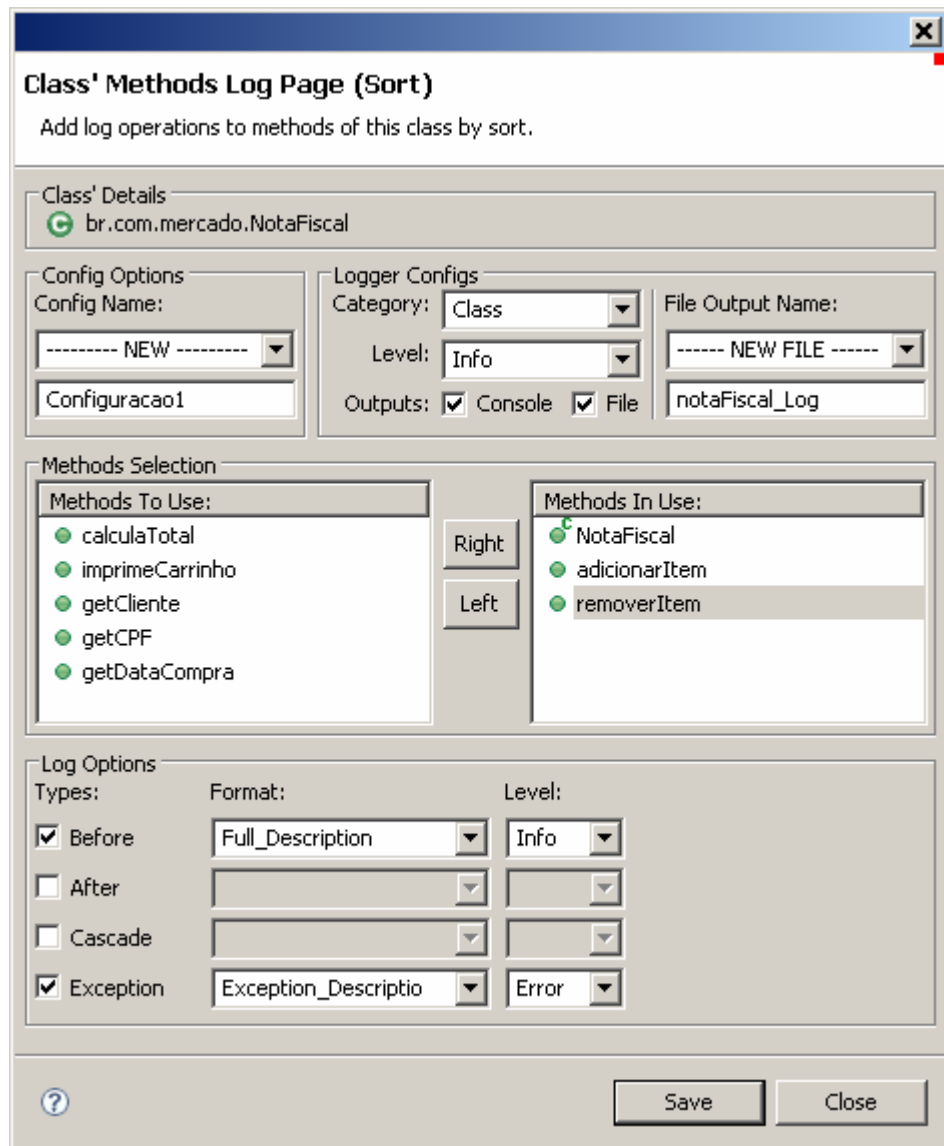 Class' Methods Log Page (Sort)
Add log operations to methods of this class by sort.
Class' Details
C br.com.mercado.NotaFiscal
Config Options
Config Name:
--------- NEW ---------
Configuracao1
Logger Configs
Category: Class
Level: Info
Outputs: Console File
File Output Name:
------ NEW FILE ------
notaFiscal_Log
Methods Selection
Methods To Use:
calculaTotal
imprimeCarrinho
getCliente
getCPF
getDataCompra
Right
Left
Methods In Use:
C NotaFiscal
adicionarItem
removerItem
Log Options
Types: Format: Level:
Before Full_Description Info
After
Cascade
Exception Exception_Descriptio Error
? Save Close